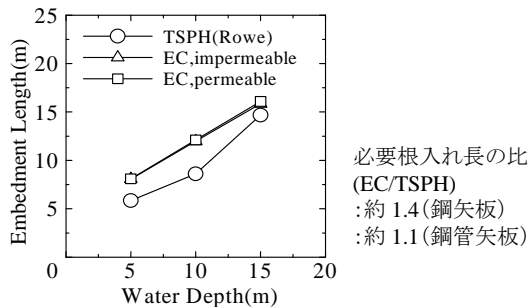 TSPH(Rowe)
EC,impermeable
EC,permeable
Embedment Length(m)
25
20
15
10
5
0
5
10
15
20
Water Depth(m)
必要根入れ長の比
(EC/TSPH)
:約 1.4(鋼矢板)
:約 1.1(鋼管矢板)